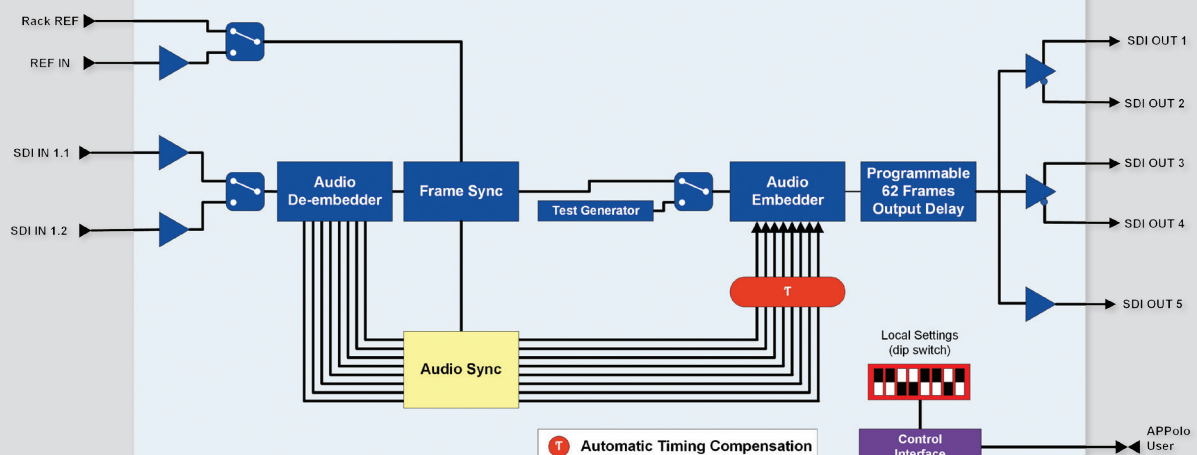 Rack REF
REF IN
SDI IN 1.1
SDI IN 1.2
Audio
De-embedder
Frame Sync
Test Generator
Audio
Embedder
Programmable
62 Frames
Output Delay
SDI OUT 1
SDI OUT 2
SDI OUT 3
SDI OUT 4
SDI OUT 5
τ
Audio Sync
Local Settings
(dip switch)
τ Automatic Timing Compensation
Control
Interface
APPolo
User